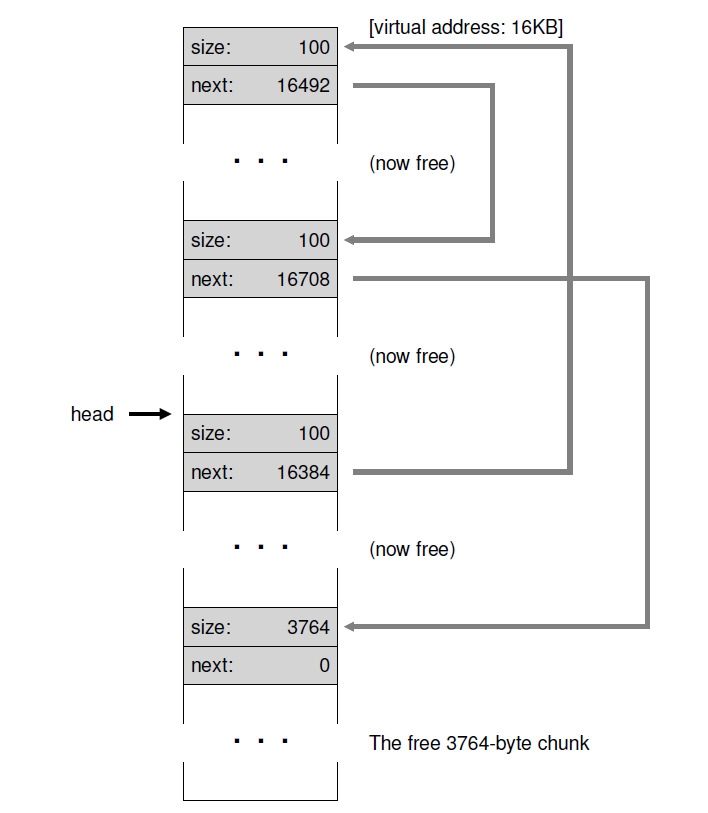 [virtual address: 16KB]
size: 100
next: 16492
. . .
(now free)
size: 100
next: 16708
. . .
(now free)
head
size: 100
next: 16384
. . .
(now free)
size: 3764
next: 0
. . .
The free 3764-byte chunk